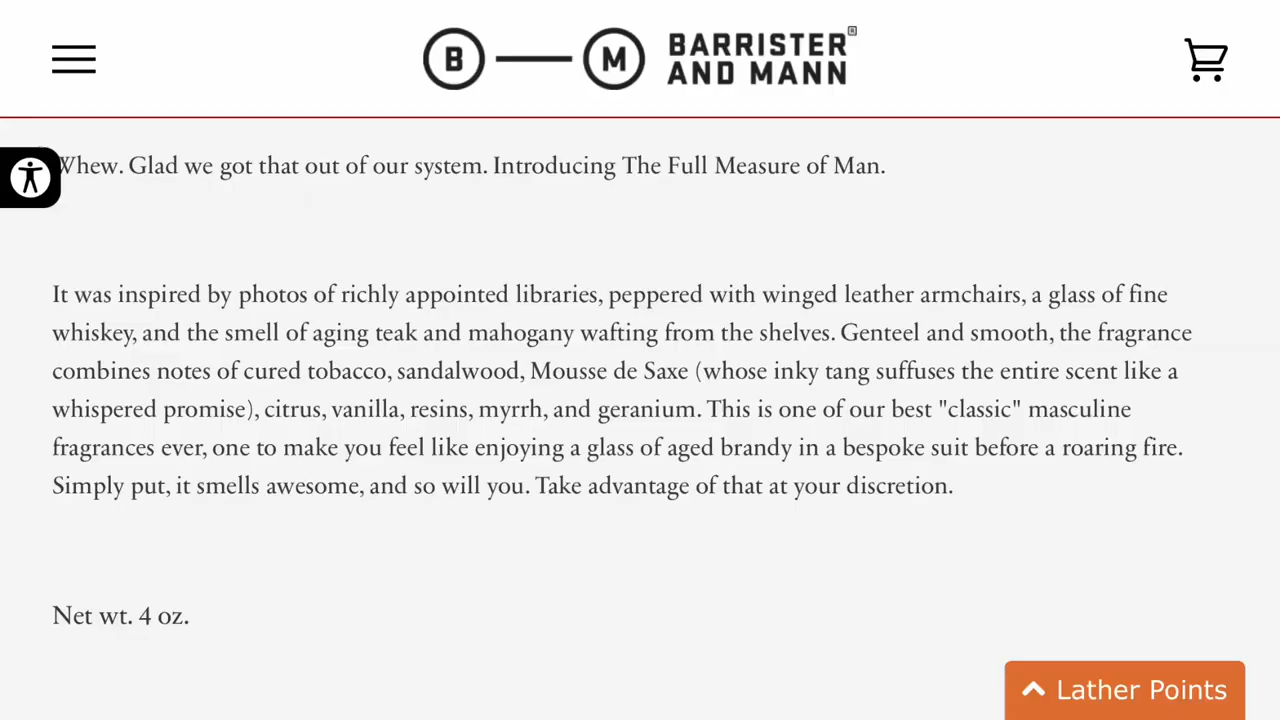 B M BARRISTER
AND MANN
Whew. Glad we got that out of our system. Introducing The Full Measure of Man.
It was inspired by photos of richly appointed libraries, peppered with winged leather armchairs, a glass of fine
whiskey, and the smell of aging teak and mahogany wafting from the shelves. Genteel and smooth, the fragrance
combines notes of cured tobacco, sandalwood, Mousse de Saxe (whose inky tang suffuses the entire scent like a
whispered promise), citrus, vanilla, resins, myrrh, and geranium. This is one of our best "classic" masculine
fragrances ever, one to make you feel like enjoying a glass of aged brandy in a bespoke suit before a roaring fire.
Simply put, it smells awesome, and so will you. Take advantage of that at your discretion.
Net wt. 4 oz.
Lather Points